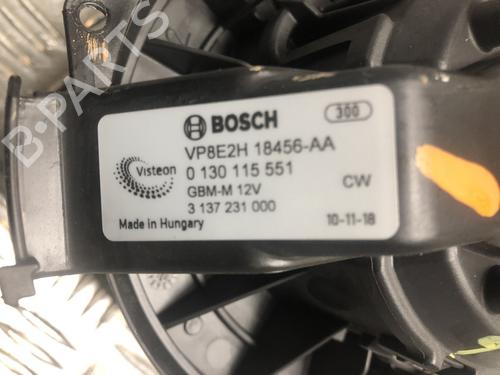 BOSCH 300
VP8E2H 18456-AA
Visteon 0 130 115 551
GBM-M 12V CW
3 137 231 000
Made in Hungary 10-11-18
B-PARTS